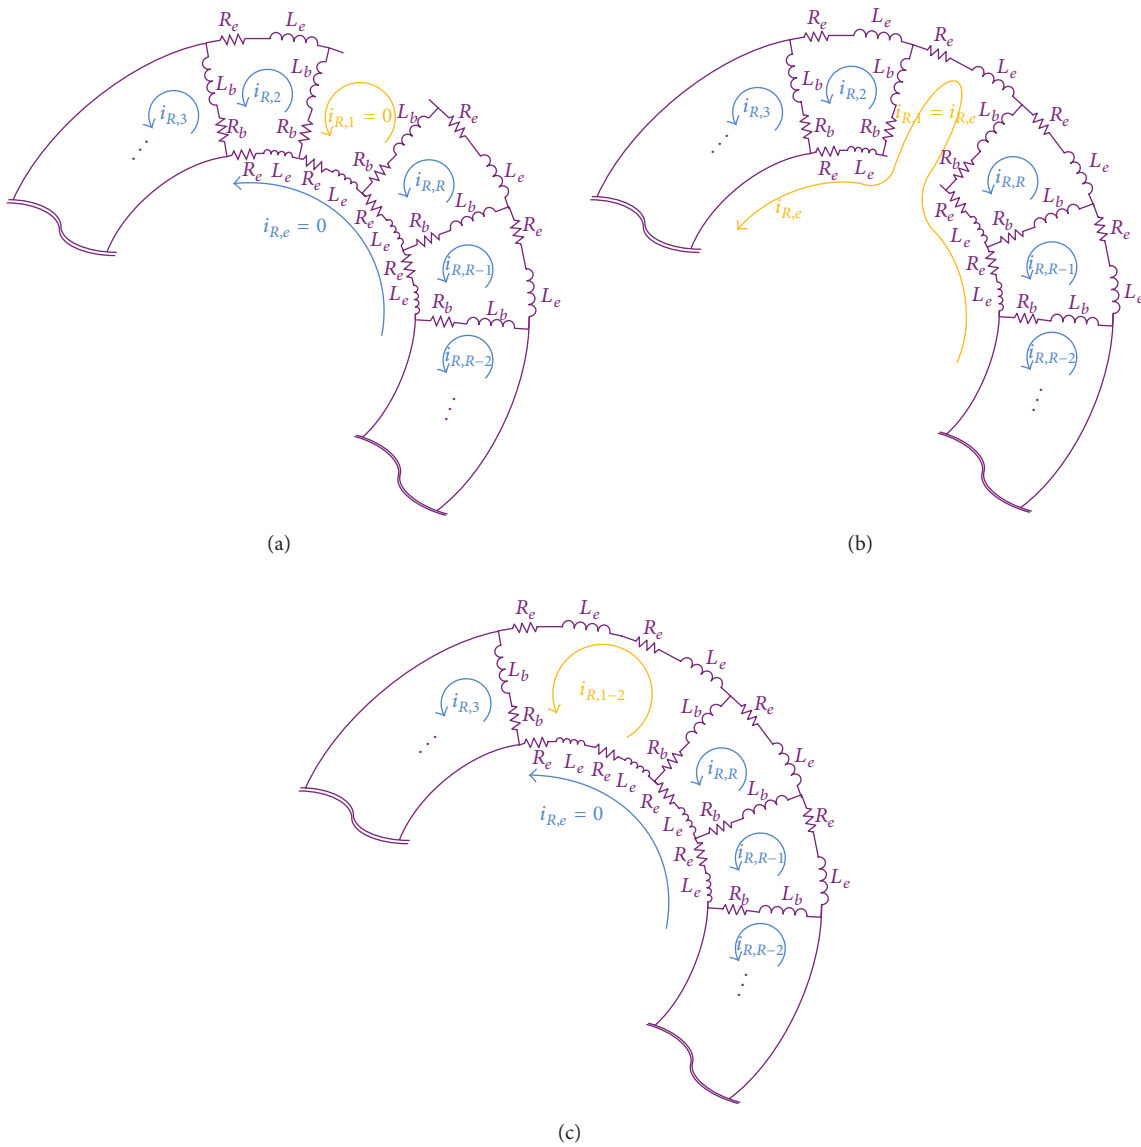 R_e L_e
L_b L_b
i_{R,2} i_{R,1} = 0
i_{R,3}
R_b R_b
...
R_e L_e R_e L_e
L_b R_e
R_b L_e
i_{R,R}
R_e L_b
R_b R_e
i_{R,e} = 0
L_e
i_{R,R−1}
R_e
L_e R_b L_b L_e
i_{R,R−2}
...
(a)
R_e L_e R_e
L_b L_b L_e
i_{R,2} i_{R,1} = i_{R,e}
i_{R,3}
R_b R_b
...
R_e L_e
L_b R_e
R_b L_e
i_{R,R}
R_e L_b
i_{R,e}
L_e R_b R_e
i_{R,R−1}
R_e
L_e R_b L_b L_e
i_{R,R−2}
...
(b)
R_e L_e R_e
L_b L_e
i_{R,3} i_{R,1−2}
L_b R_e
R_b R_b
...
R_e L_e R_e L_e
L_e
i_{R,R}
R_e L_b
i_{R,e} = 0
L_e R_b R_e
R_e i_{R,R−1}
L_e R_b L_b L_e
i_{R,R−2}
...
(c)